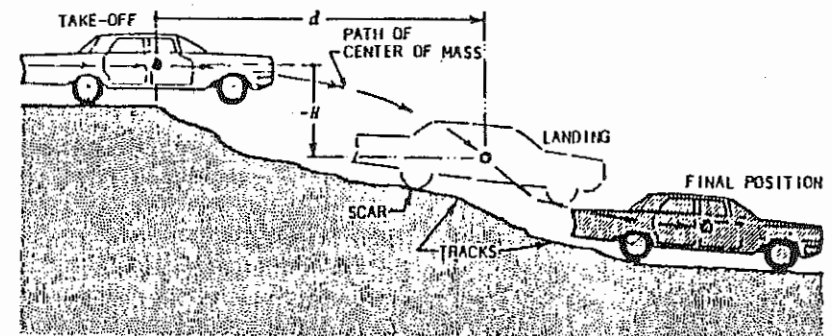 TAKE-OFF
d
PATH OF
CENTER OF MASS
-H
LANDING
FINAL POSITION
SCAR
TRACKS